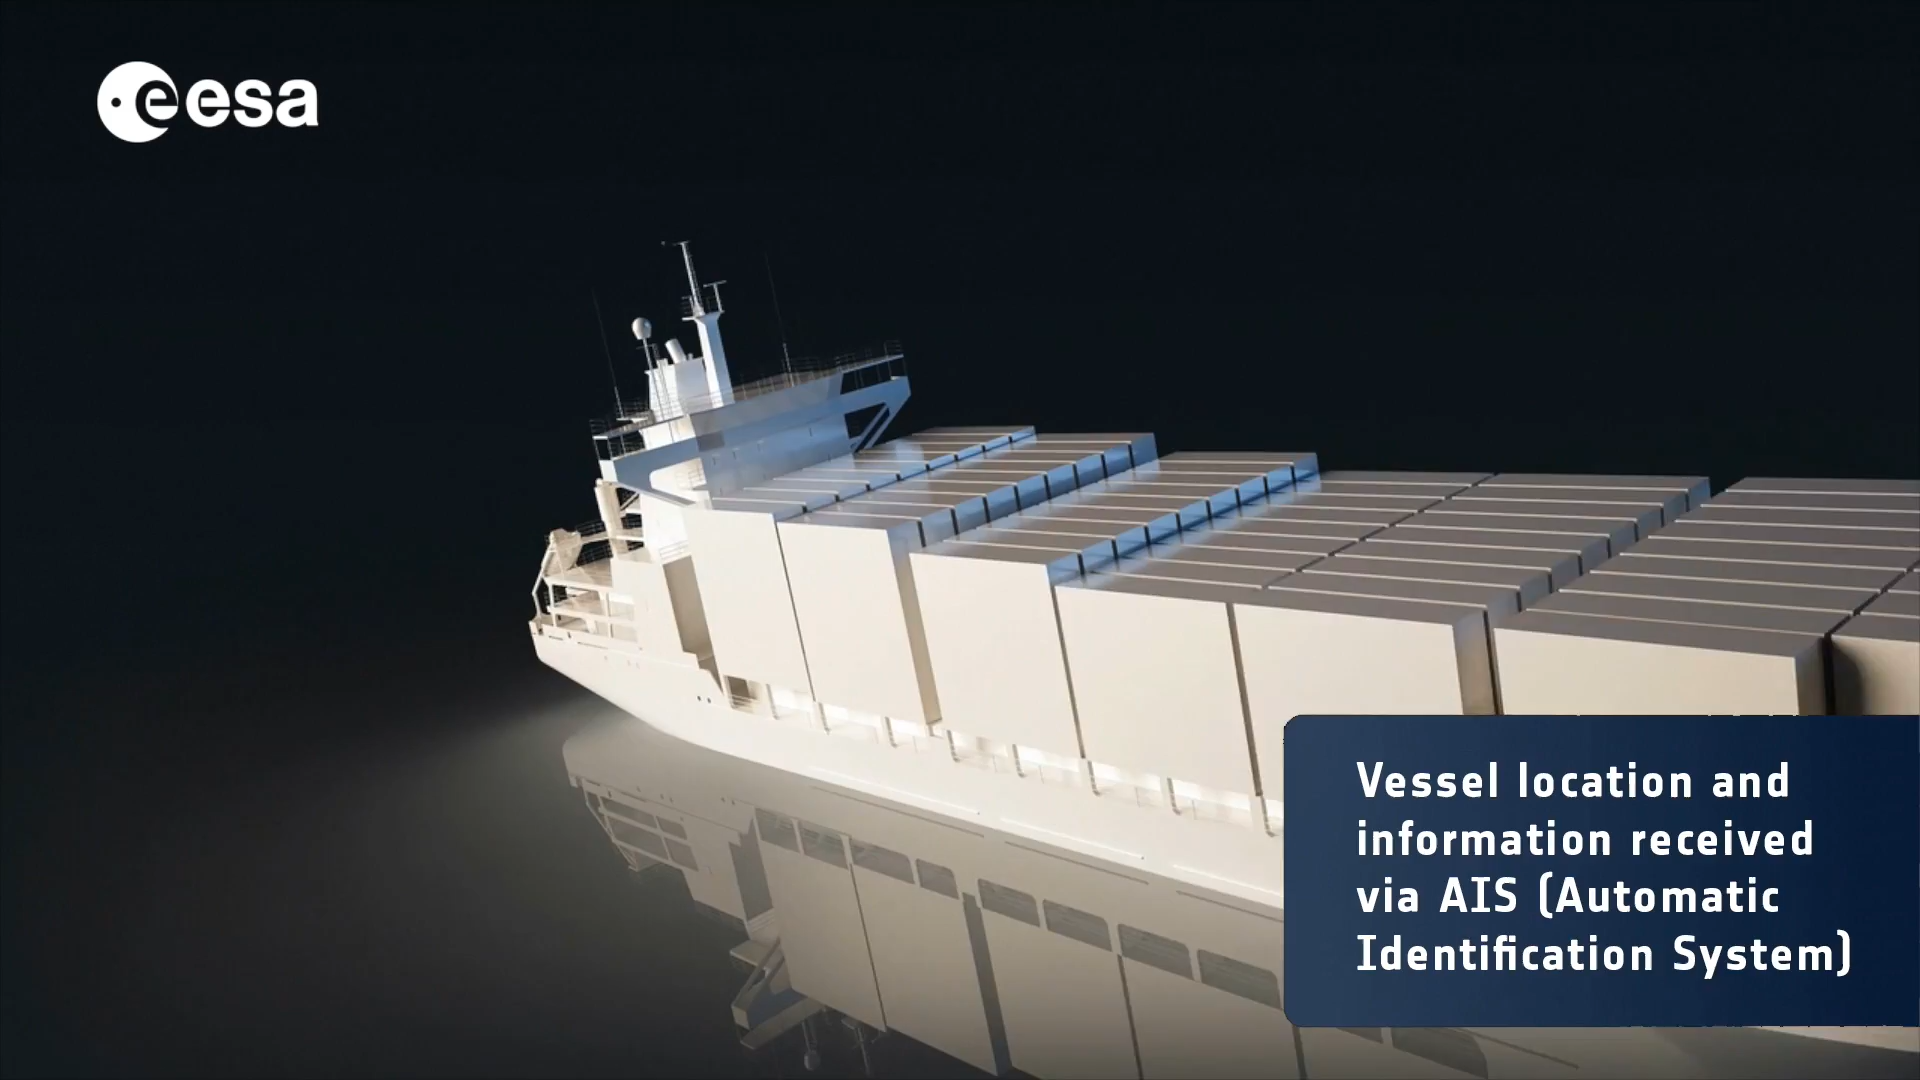 esa
Vessel location and
information received
via AIS (Automatic
Identification System)